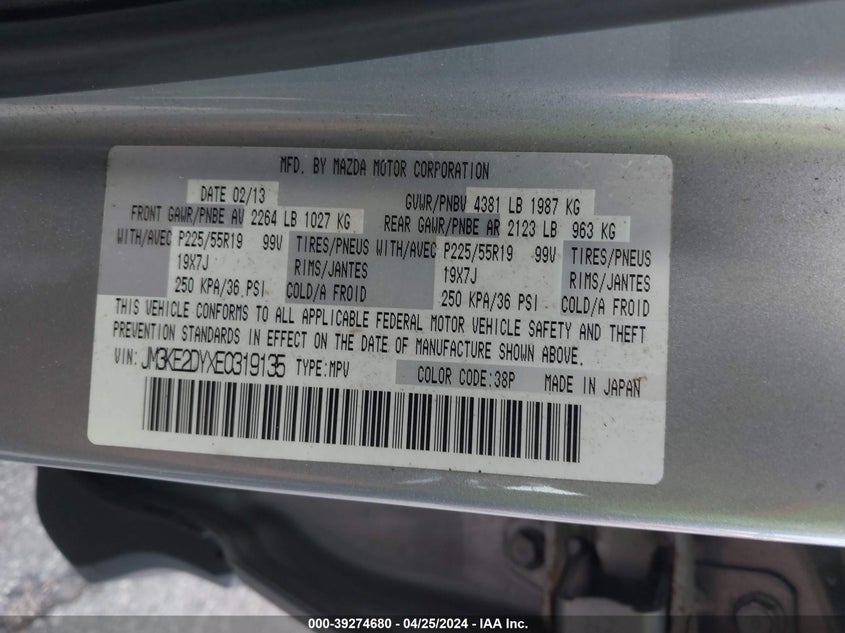 MFD. BY MAZDA MOTOR CORPORATION
DATE 02/13 GVWR/PNBV 4381 LB 1987 KG
FRONT GAWR/PNBE AV 2264 LB 1027 KG REAR GAWR/PNBE AR 2123 LB 963 KG
WITH/AVEC P225/55R19 99V TIRES/PNEUS WITH/AVEC P225/55R19 99V TIRES/PNEUS
19X7J RIMS/JANTES 19X7J RIMS/JANTES
250 KPA/36 PSI COLD/A FROID 250 KPA/36 PSI COLD/A FROID
THIS VEHICLE CONFORMS TO ALL APPLICABLE FEDERAL MOTOR VEHICLE SAFETY AND THEFT
PREVENTION STANDARDS IN EFFECT ON THE DATE OF MANUFACTURE SHOWN ABOVE.
VIN: JM3KE2DYXE0319135 TYPE:MPV COLOR CODE:38P MADE IN JAPAN
000-39274680 - 04/25/2024 - IAA Inc.